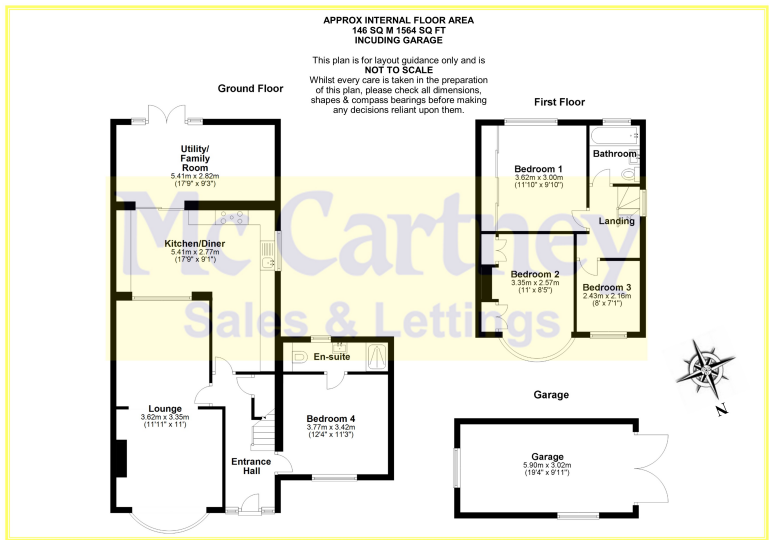 APPROX INTERNAL FLOOR AREA
146 SQ M 1564 SQ FT
INCUDING GARAGE
This plan is for layout guidance only and is
NOT TO SCALE
Whilst every care is taken in the preparation
of this plan, please check all dimensions,
shapes & compass bearings before making
any decisions reliant upon them.
Ground Floor
Utility/
Family
Room
5.41m x 2.82m
(17'9" x 9'3")
Kitchen/Diner
5.41m x 2.77m
(17'9" x 9'1")
Lounge
3.62m x 3.35m
(11'11" x 11')
Entrance
Hall
En-suite
Bedroom 4
3.77m x 3.42m
(12'4" x 11'3")
First Floor
Bedroom 1
3.62m x 3.00m
(11'10" x 9'10")
Bathroom
Landing
Bedroom 2
3.35m x 2.57m
(11' x 8'5")
Bedroom 3
2.43m x 2.16m
(8' x 7'1")
Garage
Garage
5.90m x 3.02m
(19'4" x 9'11")
N
Mc Cartney
Sales & Lettings